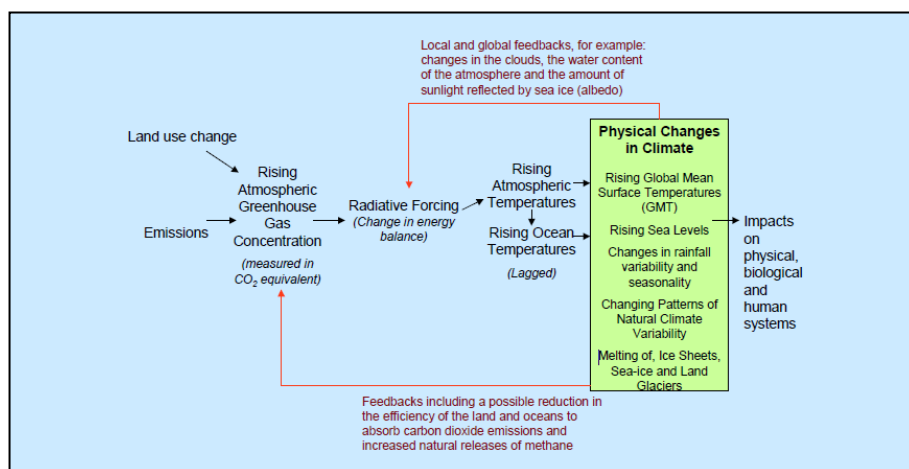 Local and global feedbacks, for example:
changes in the clouds, the water content
of the atmosphere and the amount of
sunlight reflected by sea ice (albedo)
Land use change
Emissions
Rising
Atmospheric
Greenhouse
Gas
Concentration
(measured in
CO₂ equivalent)
Radiative Forcing
(Change in energy
balance)
Rising
Atmospheric
Temperatures
Rising Ocean
Temperatures
(Lagged)
Physical Changes
in Climate
Rising Global Mean
Surface Temperatures
(GMT)
Rising Sea Levels
Changes in rainfall
variability and
seasonality
Changing Patterns of
Natural Climate
Variability
Melting of, Ice Sheets,
Sea-ice and Land
Glaciers
Impacts
on
physical,
biological
and
human
systems
Feedbacks including a possible reduction in
the efficiency of the land and oceans to
absorb carbon dioxide emissions and
increased natural releases of methane